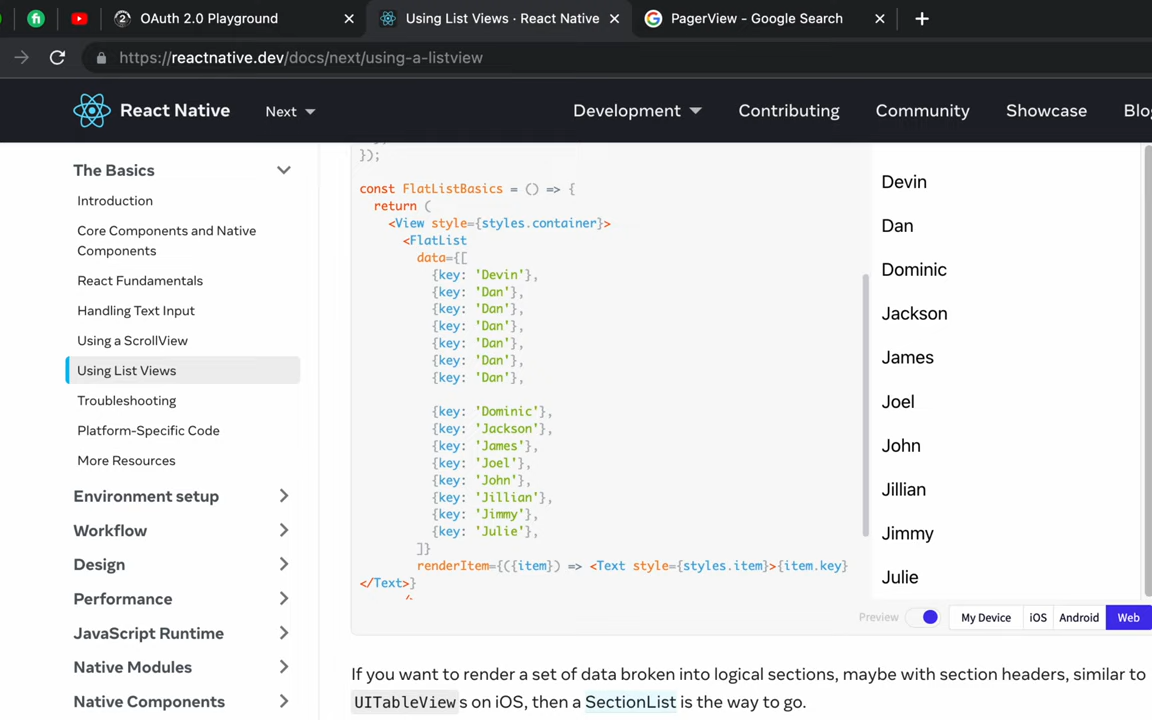 OAuth 2.0 Playground
Using List Views · React Native
PagerView - Google Search
https://reactnative.dev/docs/next/using-a-listview
React Native
Next
Development
Contributing
Community
Showcase
Blog
The Basics
Introduction
Core Components and Native
Components
React Fundamentals
Handling Text Input
Using a ScrollView
Using List Views
Troubleshooting
Platform-Specific Code
More Resources
Environment setup
Workflow
Design
Performance
JavaScript Runtime
Native Modules
Native Components
});
const FlatListBasics = () => {
return (
<View style={styles.container}>
<FlatList
data={[
{key: 'Devin'},
{key: 'Dan'},
{key: 'Dan'},
{key: 'Dan'},
{key: 'Dan'},
{key: 'Dan'},
{key: 'Dan'},
{key: 'Dominic'},
{key: 'Jackson'},
{key: 'James'},
{key: 'Joel'},
{key: 'John'},
{key: 'Jillian'},
{key: 'Jimmy'},
{key: 'Julie'},
]}
renderItem={({item}) => <Text style={styles.item}>{item.key}
</Text>}
Devin
Dan
Dominic
Jackson
James
Joel
John
Jillian
Jimmy
Julie
Preview
My Device
iOS
Android
Web
If you want to render a set of data broken into logical sections, maybe with section headers, similar to
UITableViews on iOS, then a SectionList is the way to go.